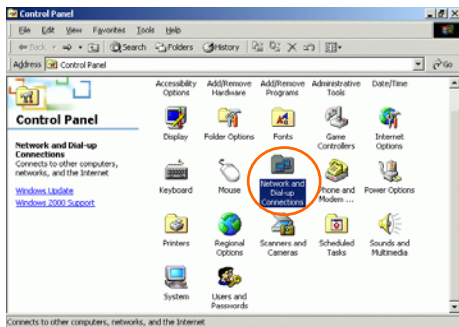 Control Panel
File Edit View Favorites Tools Help
Back Search Folders History
Address Control Panel Go
Accessibility Options
Add/Remove Hardware
Add/Remove Programs
Administrative Tools
Date/Time
Control Panel
Network and Dial-up
Connections
Connects to other computers,
networks, and the Internet
Windows Update
Windows 2000 Support
Display
Folder Options
Fonts
Game
Controllers
Internet
Options
Keyboard
Mouse
Network and
Dial-up
Connections
Phone and
Modem ...
Power Options
Printers
Regional
Options
Scanners and
Cameras
Scheduled
Tasks
Sounds and
Multimedia
System
Users and
Passwords
Connects to other computers, networks, and the Internet